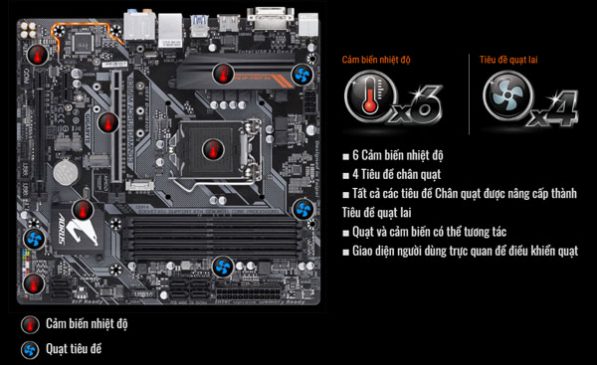 Cảm biến nhiệt độ
x6
Tiêu đề quạt lai
x4
■ 6 Cảm biến nhiệt độ
■ 4 Tiêu đề chân quạt
■ Tất cả các tiêu đề Chân quạt được nâng cấp thành
Tiêu đề quạt lai
■ Quạt và cảm biến có thể tương tác
■ Giao diện người dùng trực quan để điều khiển quạt
AORUS
Cảm biến nhiệt độ
Quạt tiêu đề